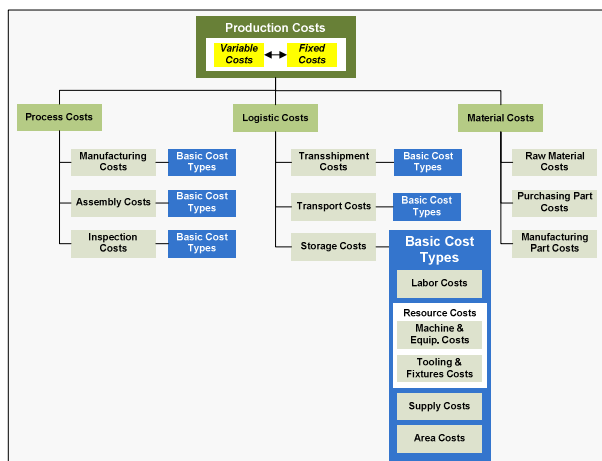 Production Costs
Variable
Costs
Fixed
Costs
Process Costs
Logistic Costs
Material Costs
Manufacturing
Costs
Basic Cost
Types
Transshipment
Costs
Basic Cost
Types
Raw Material
Costs
Assembly Costs
Basic Cost
Types
Transport Costs
Basic Cost
Types
Purchasing Part
Costs
Inspection
Costs
Basic Cost
Types
Storage Costs
Basic Cost
Types
Manufacturing
Part Costs
Labor Costs
Resource Costs
Machine &
Equip. Costs
Tooling &
Fixtures Costs
Supply Costs
Area Costs